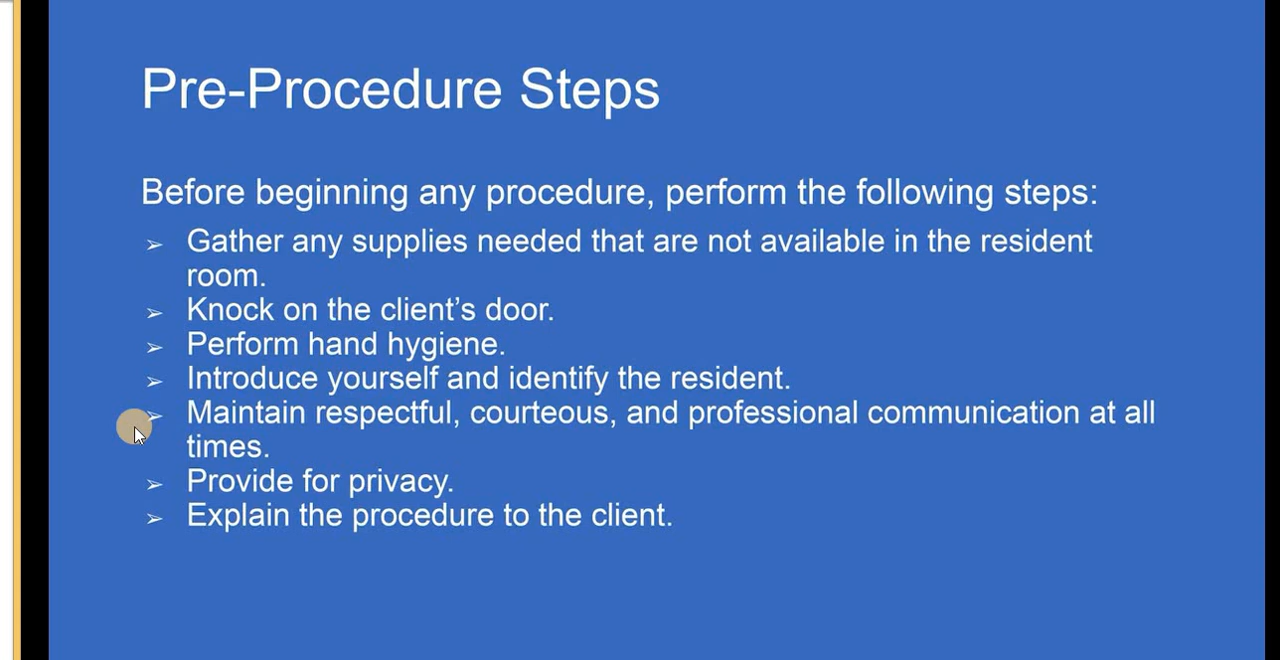 Pre-Procedure Steps
Before beginning any procedure, perform the following steps:
➢ Gather any supplies needed that are not available in the resident
room.
➢ Knock on the client’s door.
➢ Perform hand hygiene.
➢ Introduce yourself and identify the resident.
➢ Maintain respectful, courteous, and professional communication at all
times.
➢ Provide for privacy.
➢ Explain the procedure to the client.